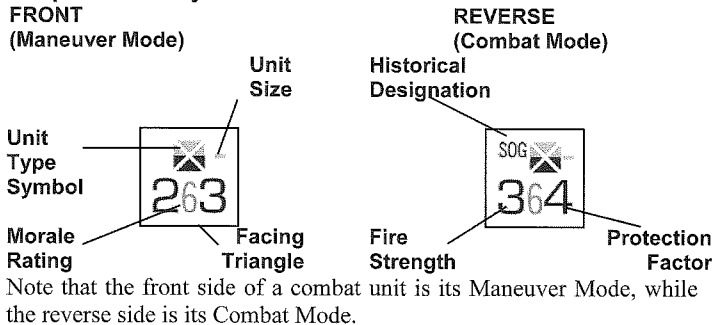 FRONT
(Maneuver Mode)
REVERSE
(Combat Mode)
Unit
Size
Historical
Designation
Unit
Type
Symbol
263
SOG
364
Morale
Rating
Facing
Triangle
Fire
Strength
Protection
Factor
Note that the front side of a combat unit is its Maneuver Mode, while
the reverse side is its Combat Mode.